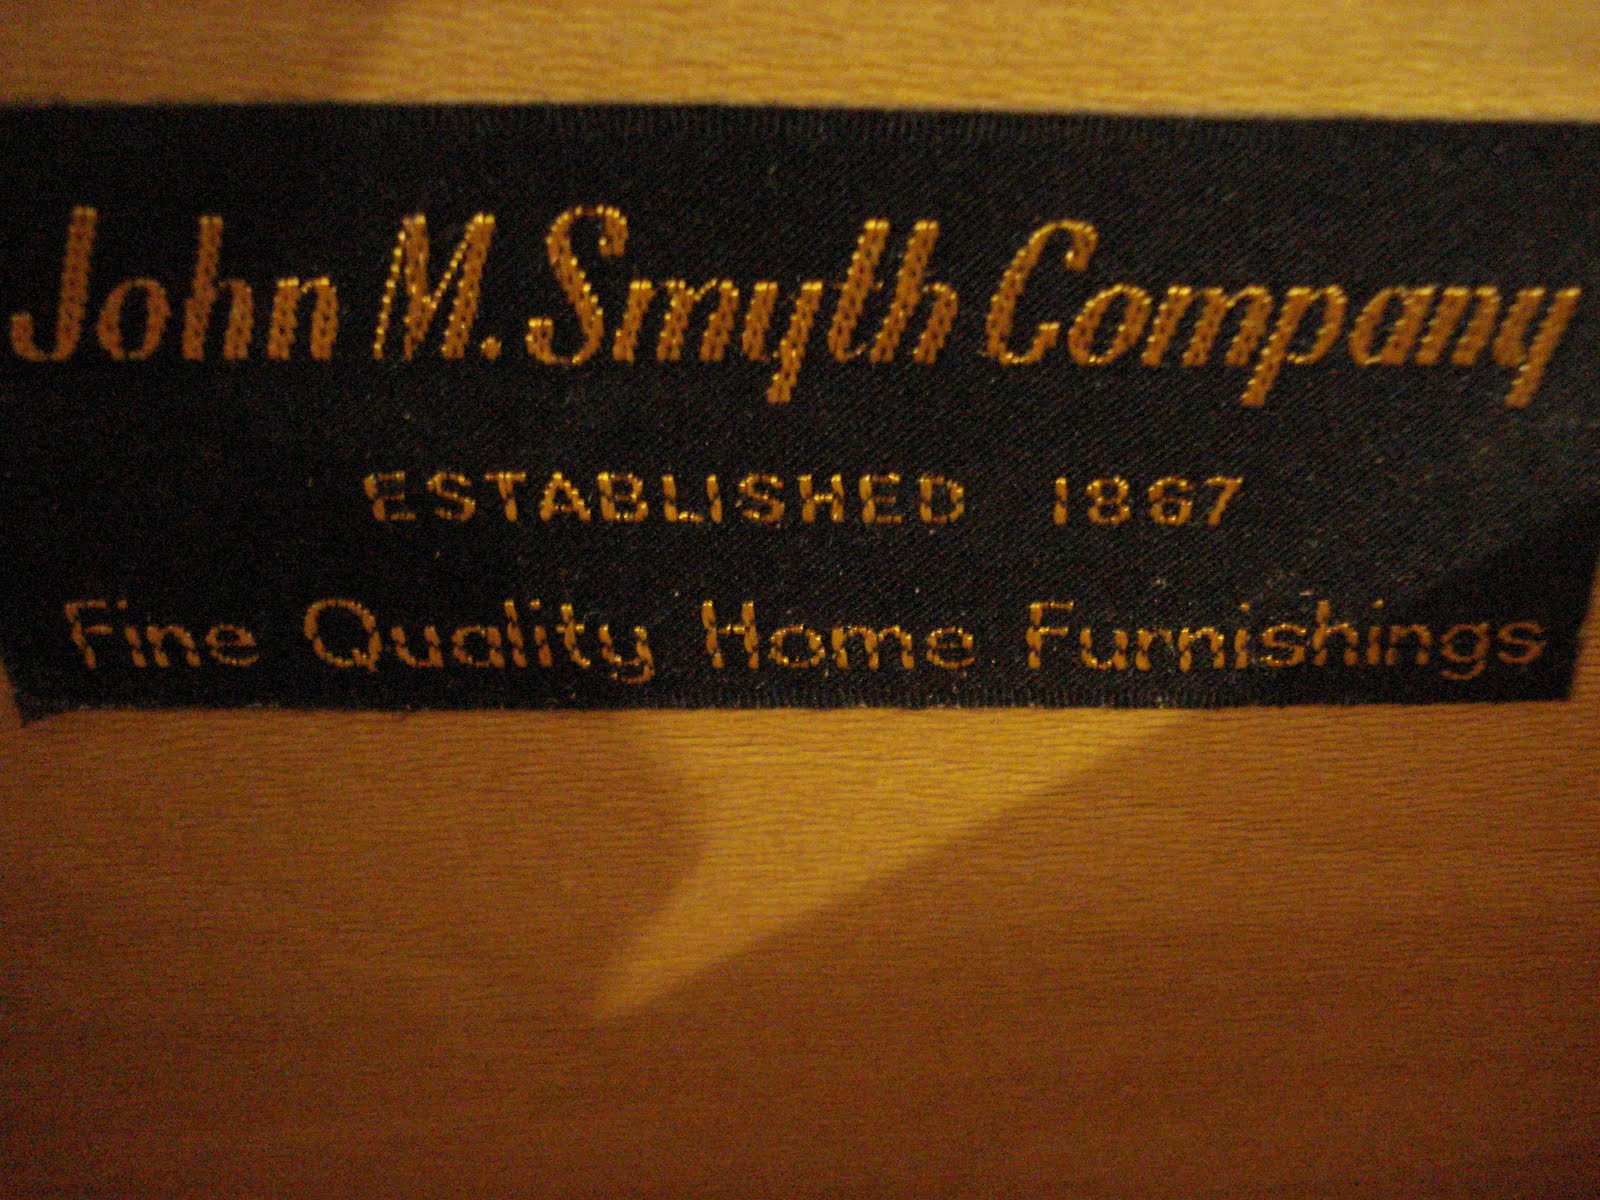 John M. Smyth Company
ESTABLISHED 1867
Fine Quality Home Furnishings